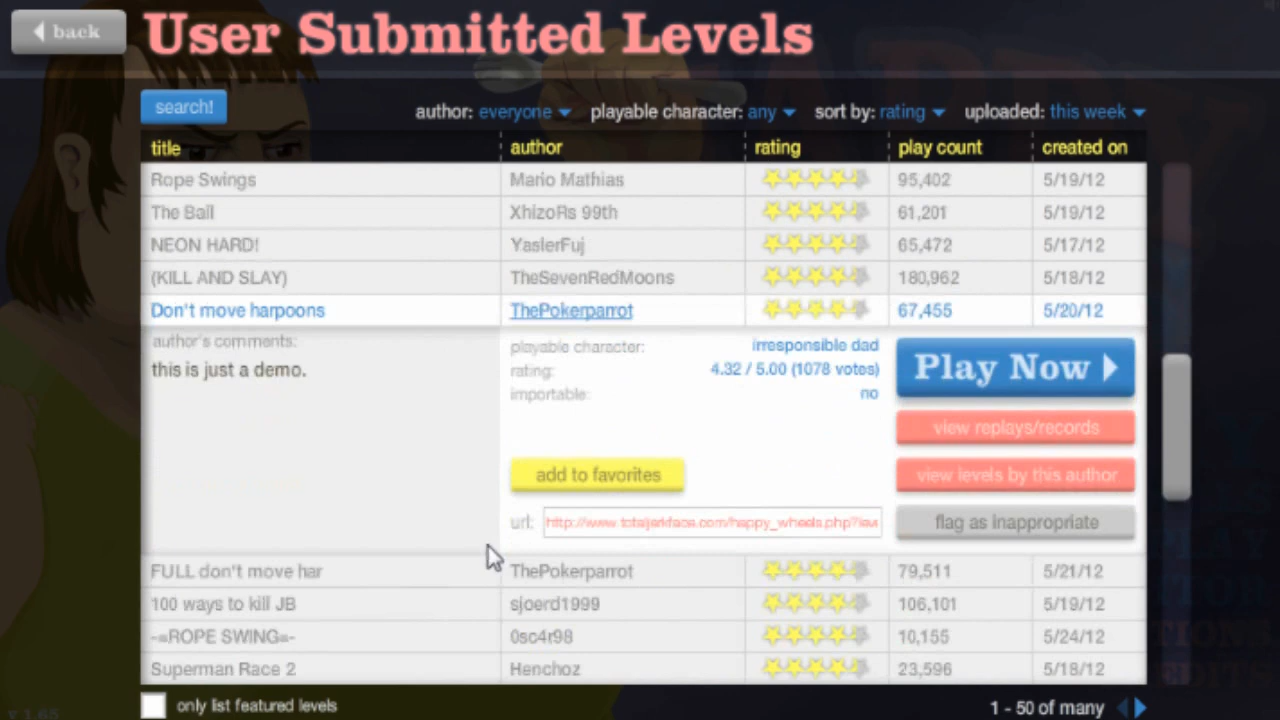 back
User Submitted Levels
search!
author: everyone playable character: any sort by: rating uploaded: this week
title author rating play count created on
Rope Swings Mario Mathias 95,402 5/19/12
The Ball XhizoRs 99th 61,201 5/19/12
NEON HARD! YaslerFuj 65,472 5/17/12
(KILL AND SLAY) TheSevenRedMoons 180,962 5/18/12
Don't move harpoons ThePokerparrot 67,455 5/20/12
author's comments:
this is just a demo.
playable character: irresponsible dad
rating: 4.32 / 5.00 (1078 votes)
importable: no
Play Now
view replays/records
add to favorites
view levels by this author
url: http://www.totaljerkface.com/happy_wheels.php?leve
flag as inappropriate
FULL don't move har ThePokerparrot 79,511 5/21/12
100 ways to kill JB sjoerd1999 106,101 5/19/12
-=ROPE SWING=- 0sc4r98 10,155 5/24/12
Superman Race 2 Henchoz 23,596 5/18/12
only list featured levels
1 - 50 of many